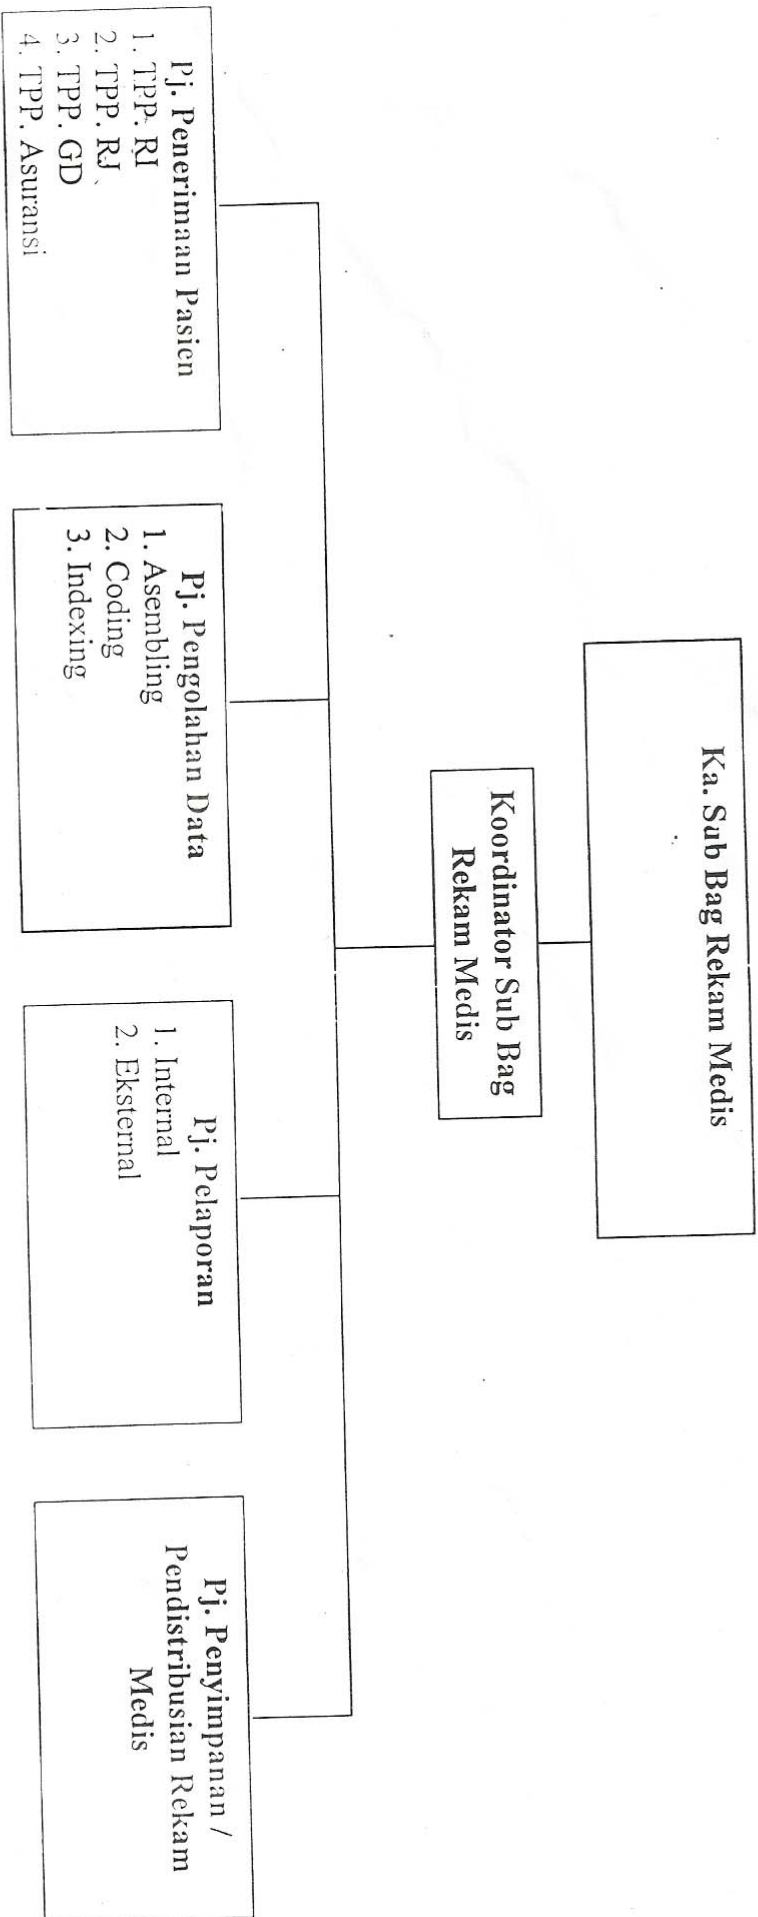 Ka. Sub Bag Rekam Medis
Koordinator Sub Bag
Rekam Medis
Pj. Penerimaan Pasien
1. TPP. RI
2. TPP. RJ
3. TPP. GD
4. TPP. Asuransi
Pj. Pengolahan Data
1. Asembling
2. Coding
3. Indexing
Pj. Pelaporan
1. Internal
2. Eksternal
Pj. Penyimpanan /
Pendistribusian Rekam
Medis